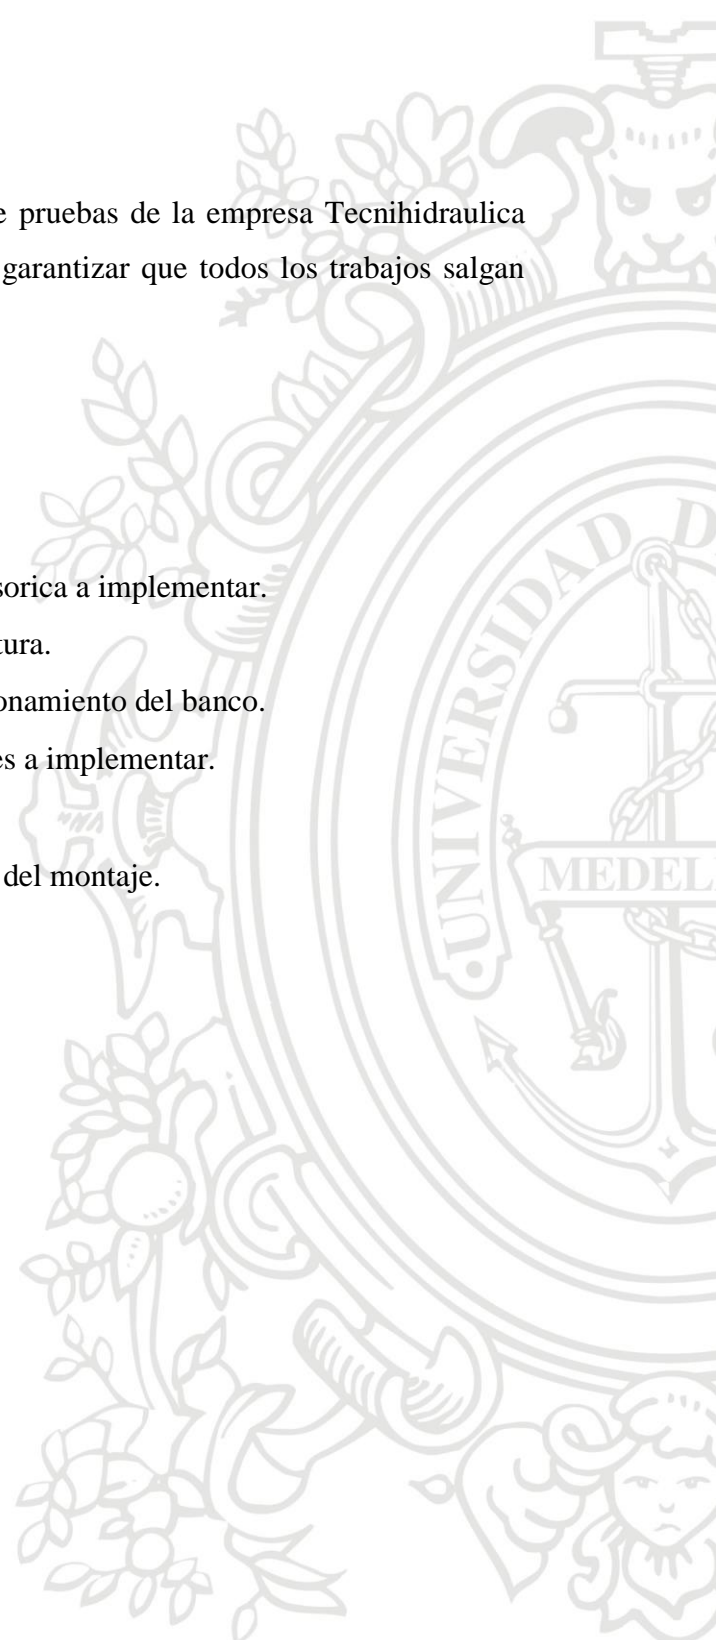 e pruebas de la empresa Tecnihidraulica
garantizar que todos los trabajos salgan
sorica a implementar.
tura.
onamiento del banco.
es a implementar.
del montaje.
UNIVERSIDAD D
MEDEL